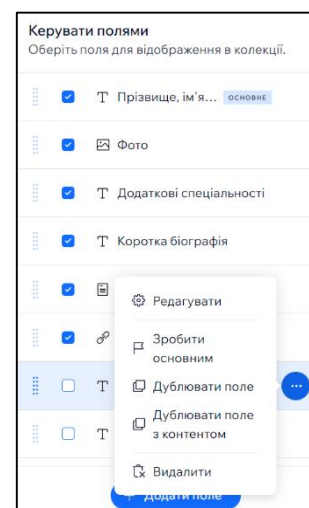 Керувати полями
Оберіть поля для відображення в колекції.
T Прізвище, ім'я... ОСНОВНЕ
Фото
T Додаткові спеціальності
T Коротка біографія
Редагувати
Зробити
основним
T Дублювати поле
Дублювати поле
T з контентом
Видалити
+ Додати поле